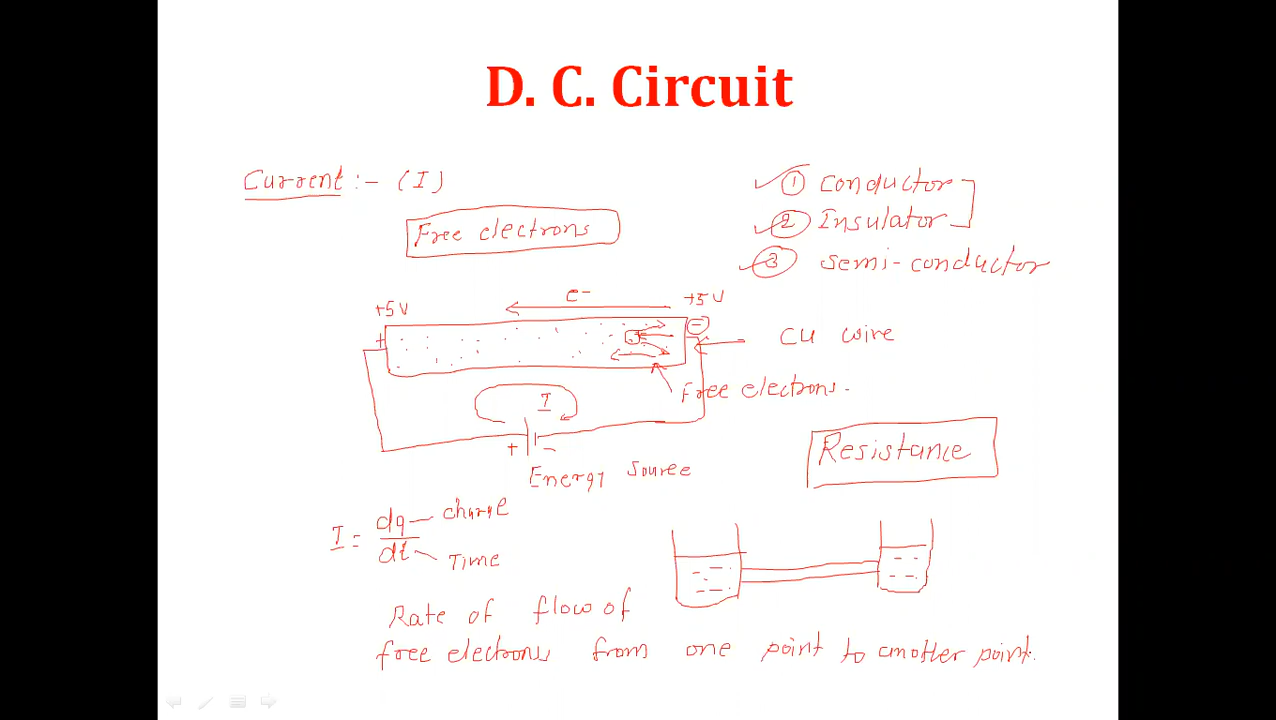 D. C. Circuit
Current :- (I)
① Conductor
Free electrons
② Insulator
③ Semi-conductor
e-
+5V
+5V
+
-
CU wire
Free electrons.
I
+
-
Resistance
Energy source
I = dq/dt
charge
Time
Rate of flow of
free electrons from one point to another point.